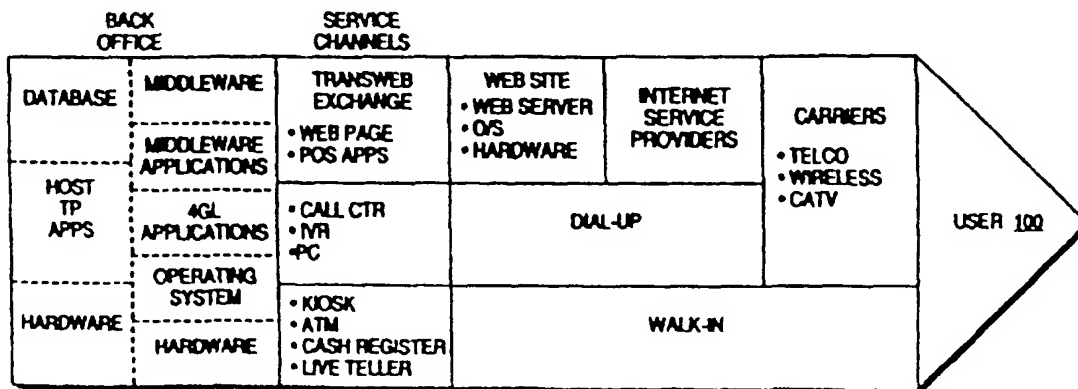 BACK
OFFICE
SERVICE
CHANNELS
DATABASE
HOST
TP
APPS
HARDWARE
MIDDLEWARE
MIDDLEWARE
APPLICATIONS
4GL
APPLICATIONS
OPERATING
SYSTEM
HARDWARE
TRANSWEB
EXCHANGE
• WEB PAGE
• POS APPS
• CALL CTR
• IVR
• PC
• KIOSK
• ATM
• CASH REGISTER
• LIVE TELLER
WEB SITE
• WEB SERVER
• O/S
• HARDWARE
INTERNET
SERVICE
PROVIDERS
DIAL-UP
WALK-IN
CARRIERS
• TELCO
• WIRELESS
• CATV
USER 100